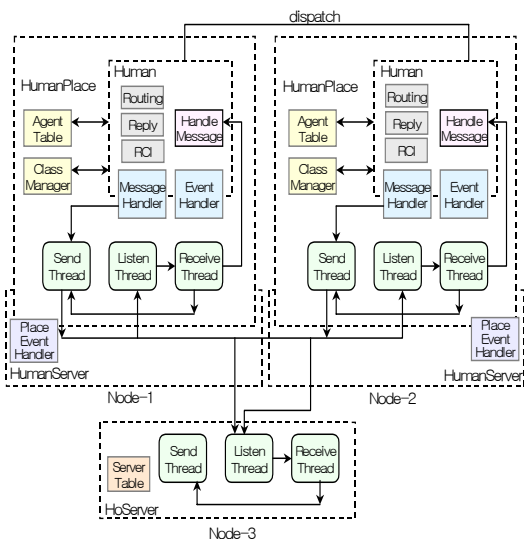 dispatch
Human
HumanPlace
Routing
Reply
RCI
Agent
Table
Handle
Message
Class
Manager
Message
Handler
Event
Handler
Send
Thread
Listen
Thread
Receive
Thread
Place
Event
Handler
HumanServer
Node-1
Human
HumanPlace
Routing
Reply
RCI
Agent
Table
Handle
Message
Class
Manager
Message
Handler
Event
Handler
Send
Thread
Listen
Thread
Receive
Thread
Place
Event
Handler
HumanServer
Node-2
Send
Thread
Listen
Thread
Receive
Thread
Server
Table
HoServer
Node-3